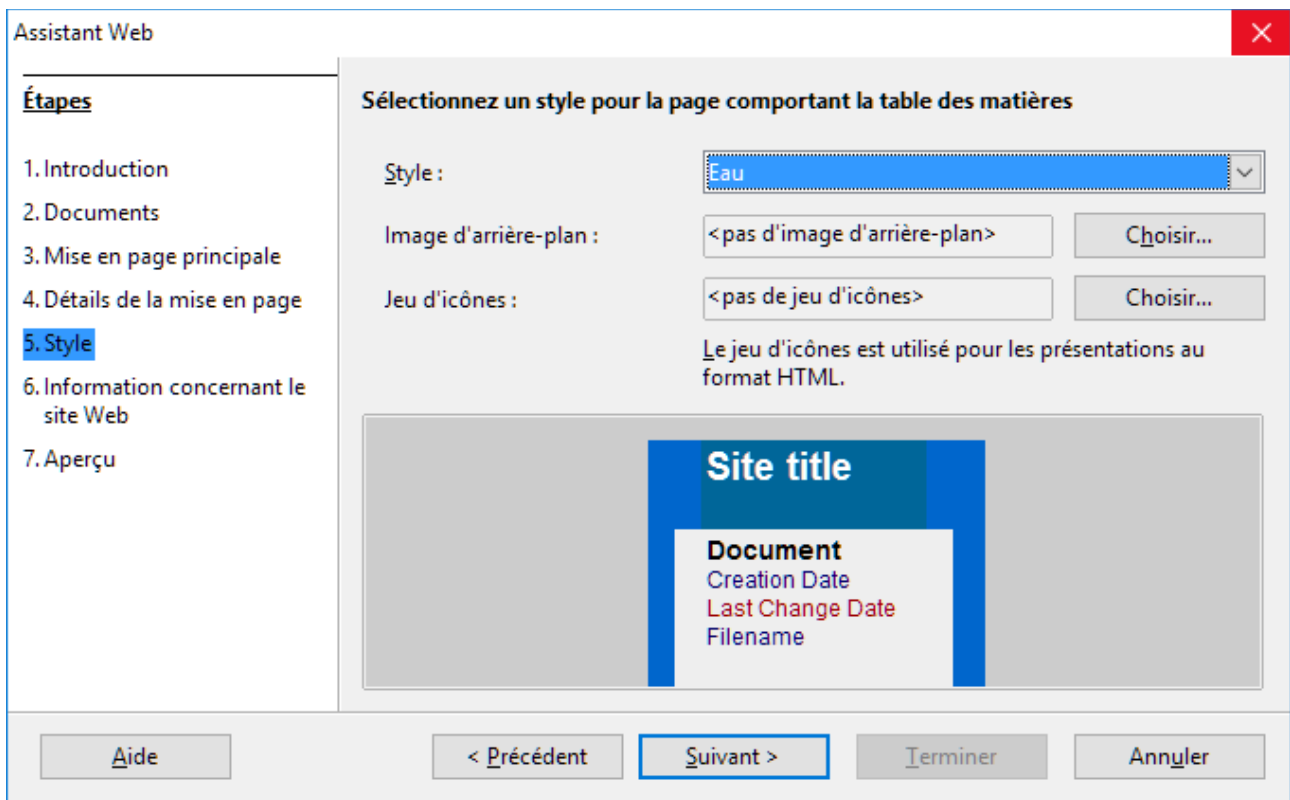 Assistant Web
Étapes
1. Introduction
2. Documents
3. Mise en page principale
4. Détails de la mise en page
5. Style
6. Information concernant le
site Web
7. Aperçu
Sélectionnez un style pour la page comportant la table des matières
Style :
Eau
Image d'arrière-plan :
<pas d'image d'arrière-plan>
Choisir...
Jeu d'icônes :
<pas de jeu d'icônes>
Choisir...
Le jeu d'icônes est utilisé pour les présentations au
format HTML.
Site title
Document
Creation Date
Last Change Date
Filename
Aide
< Précédent
Suivant >
Terminer
Annuler